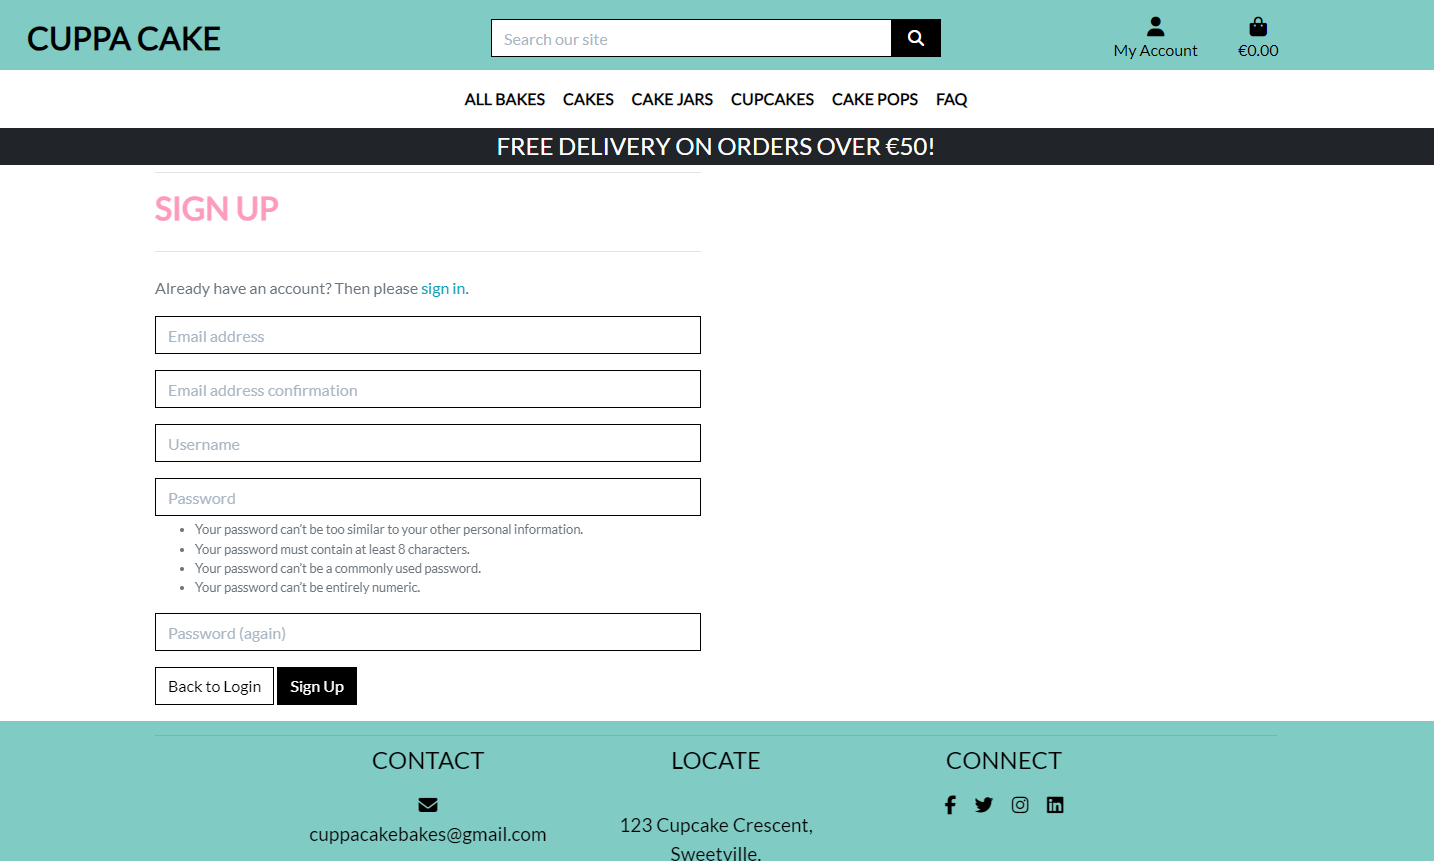 CUPPA CAKE
Search our site
My Account
€0.00
ALL BAKES CAKES CAKE JARS CUPCAKES CAKE POPS FAQ
FREE DELIVERY ON ORDERS OVER €50!
SIGN UP
Already have an account? Then please sign in.
Email address
Email address confirmation
Username
Password
Your password can't be too similar to your other personal information.
Your password must contain at least 8 characters.
Your password can't be a commonly used password.
Your password can't be entirely numeric.
Password (again)
Back to Login Sign Up
CONTACT
cuppacakebakes@gmail.com
LOCATE
123 Cupcake Crescent,
Sweetville,
CONNECT